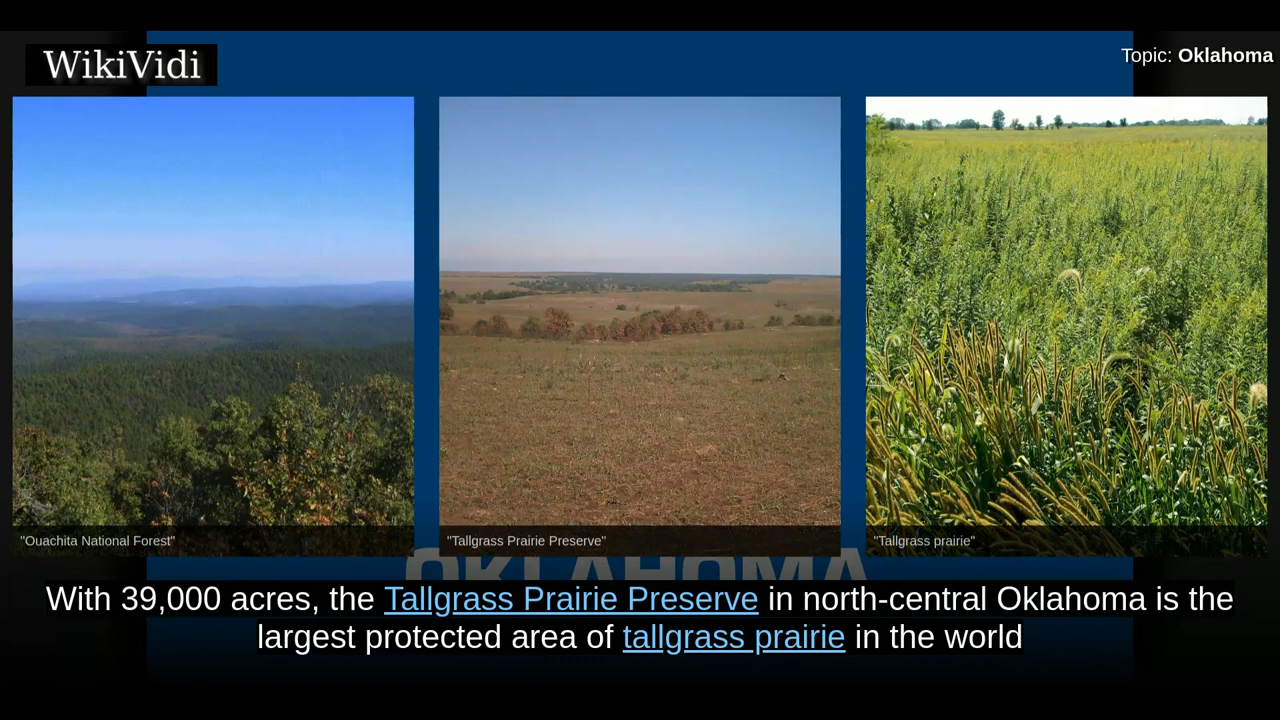 WikiVidi
Topic: Oklahoma
"Ouachita National Forest"
"Tallgrass Prairie Preserve"
"Tallgrass prairie"
OKLAHOMA
With 39,000 acres, the Tallgrass Prairie Preserve in north-central Oklahoma is the
largest protected area of tallgrass prairie in the world